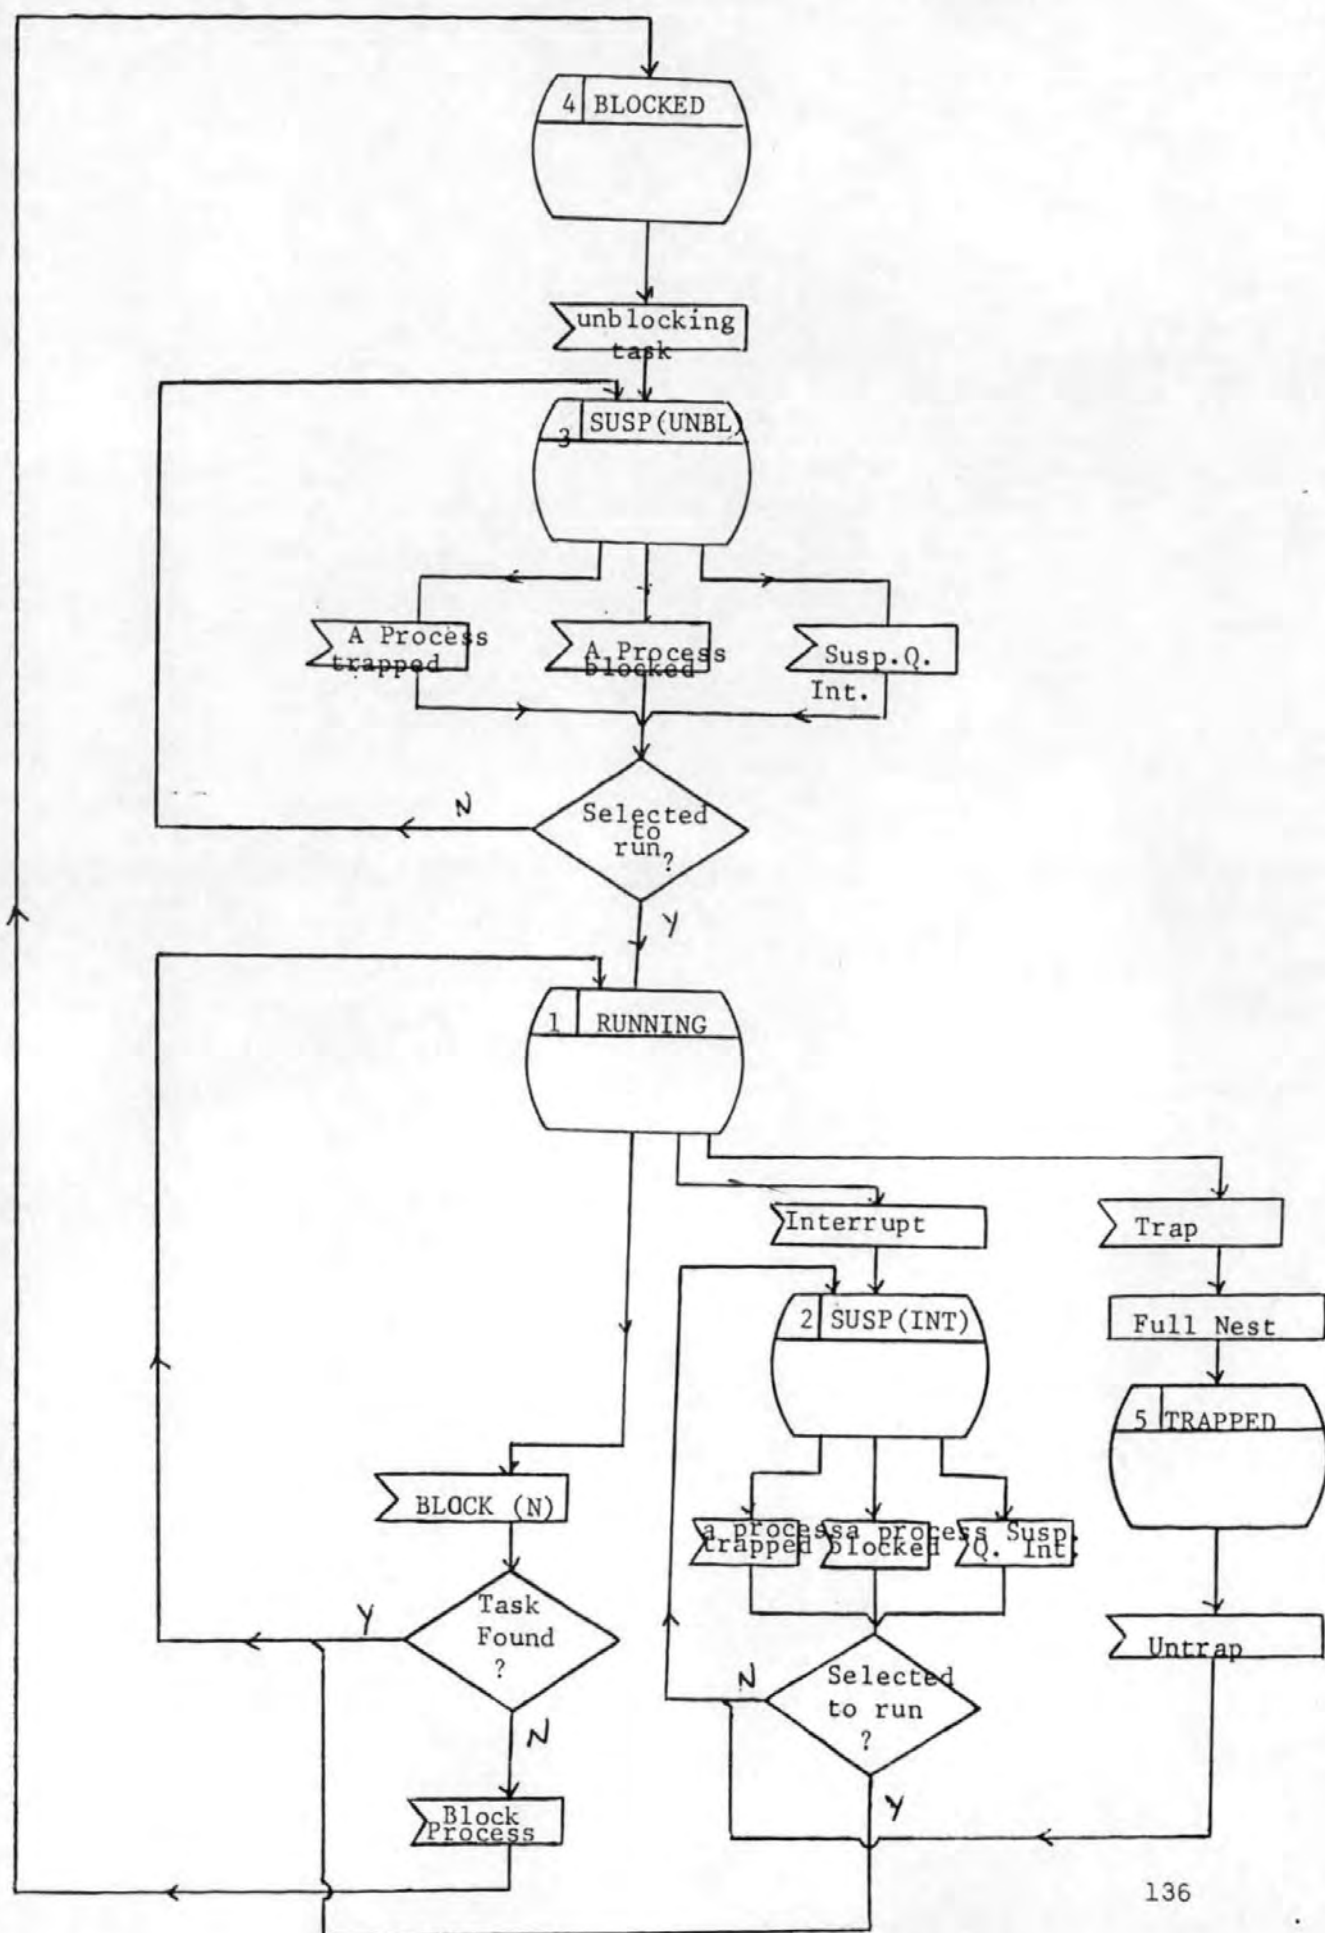 4 BLOCKED
unblocking
task
3 SUSP(UNBL)
A Process
trapped
A Process
blocked
Susp.Q.
Int.
N
Selected
to
run
?
Y
1 RUNNING
Interrupt
Trap
2 SUSP(INT)
Full Nest
5 TRAPPED
BLOCK (N)
a process
trapped
a process
blocked
Susp.
Q. Int.
Y
Task
Found
?
N
N
Selected
to run
?
Untrap
Y
Block
Process
136